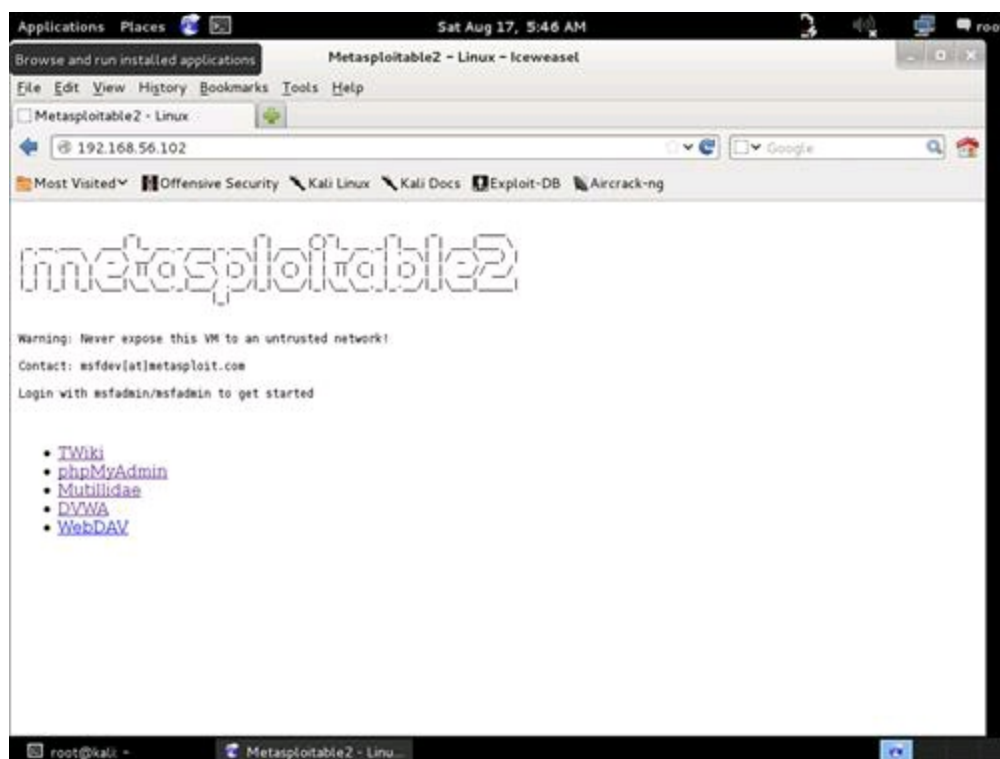 Applications Places Sat Aug 17, 5:46 AM roo
Browse and run installed applications Metasploitable2 - Linux - Iceweasel
File Edit View History Bookmarks Tools Help
Metasploitable2 - Linux
192.168.56.102 Google
Most Visited Offensive Security Kali Linux Kali Docs Exploit-DB Aircrack-ng
metasploitable2
Warning: Never expose this VM to an untrusted network!
Contact: msfdev[at]metasploit.com
Login with msfadmin/msfadmin to get started
• TWiki
• phpMyAdmin
• Mutillidae
• DVWA
• WebDAV
root@kali: ~ Metasploitable2 - Linu...